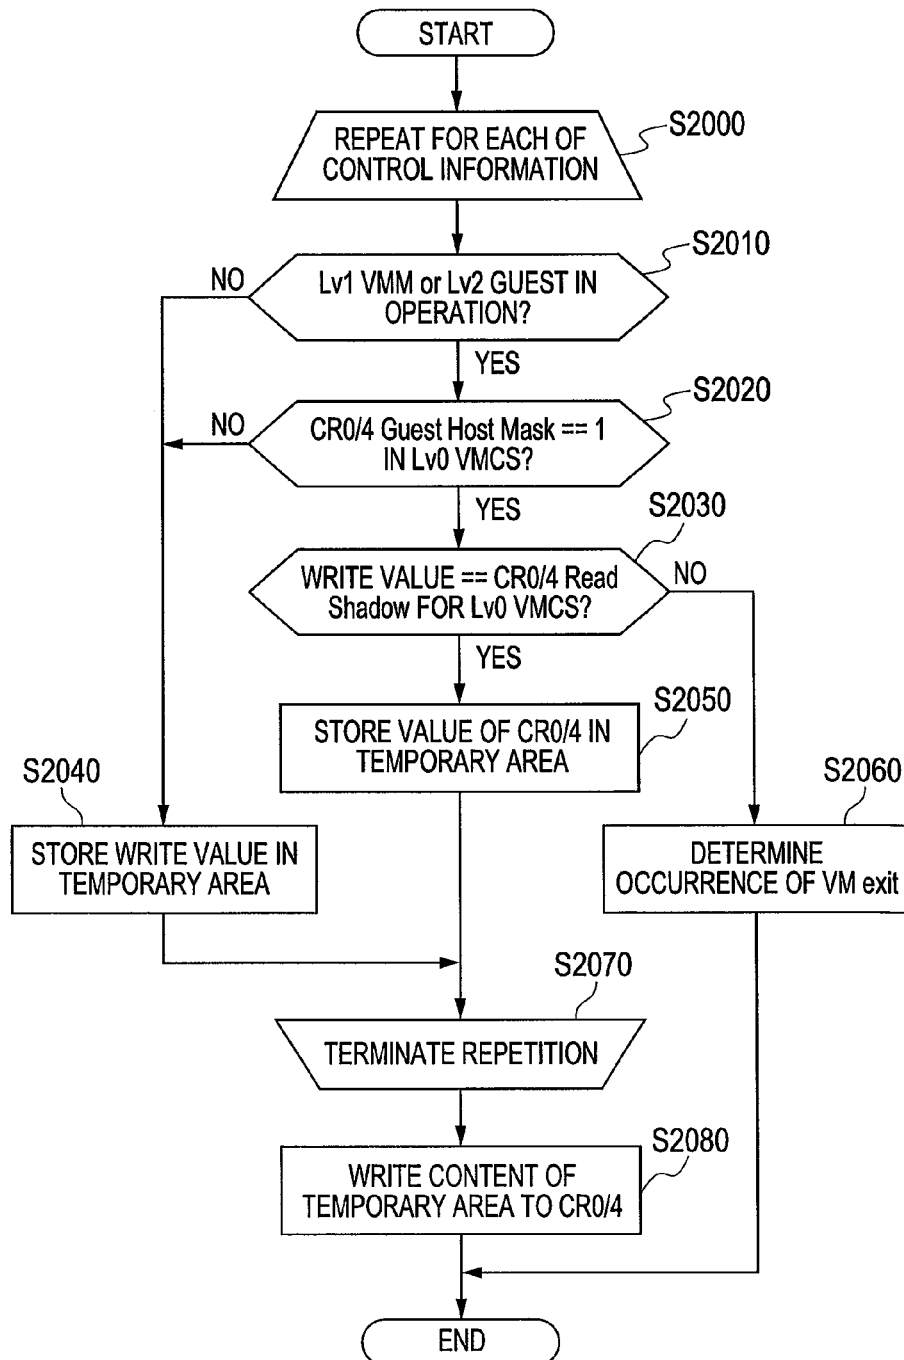 START
REPEAT FOR EACH OF
CONTROL INFORMATION
S2000
S2010
NO
Lv1 VMM or Lv2 GUEST IN
OPERATION?
YES
S2020
NO
CR0/4 Guest Host Mask == 1
IN Lv0 VMCS?
YES
S2030
WRITE VALUE == CR0/4 Read
Shadow FOR Lv0 VMCS?
NO
YES
S2050
STORE VALUE OF CR0/4 IN
TEMPORARY AREA
S2040
STORE WRITE VALUE IN
TEMPORARY AREA
S2060
DETERMINE
OCCURRENCE OF VM exit
S2070
TERMINATE REPETITION
S2080
WRITE CONTENT OF
TEMPORARY AREA TO CR0/4
END